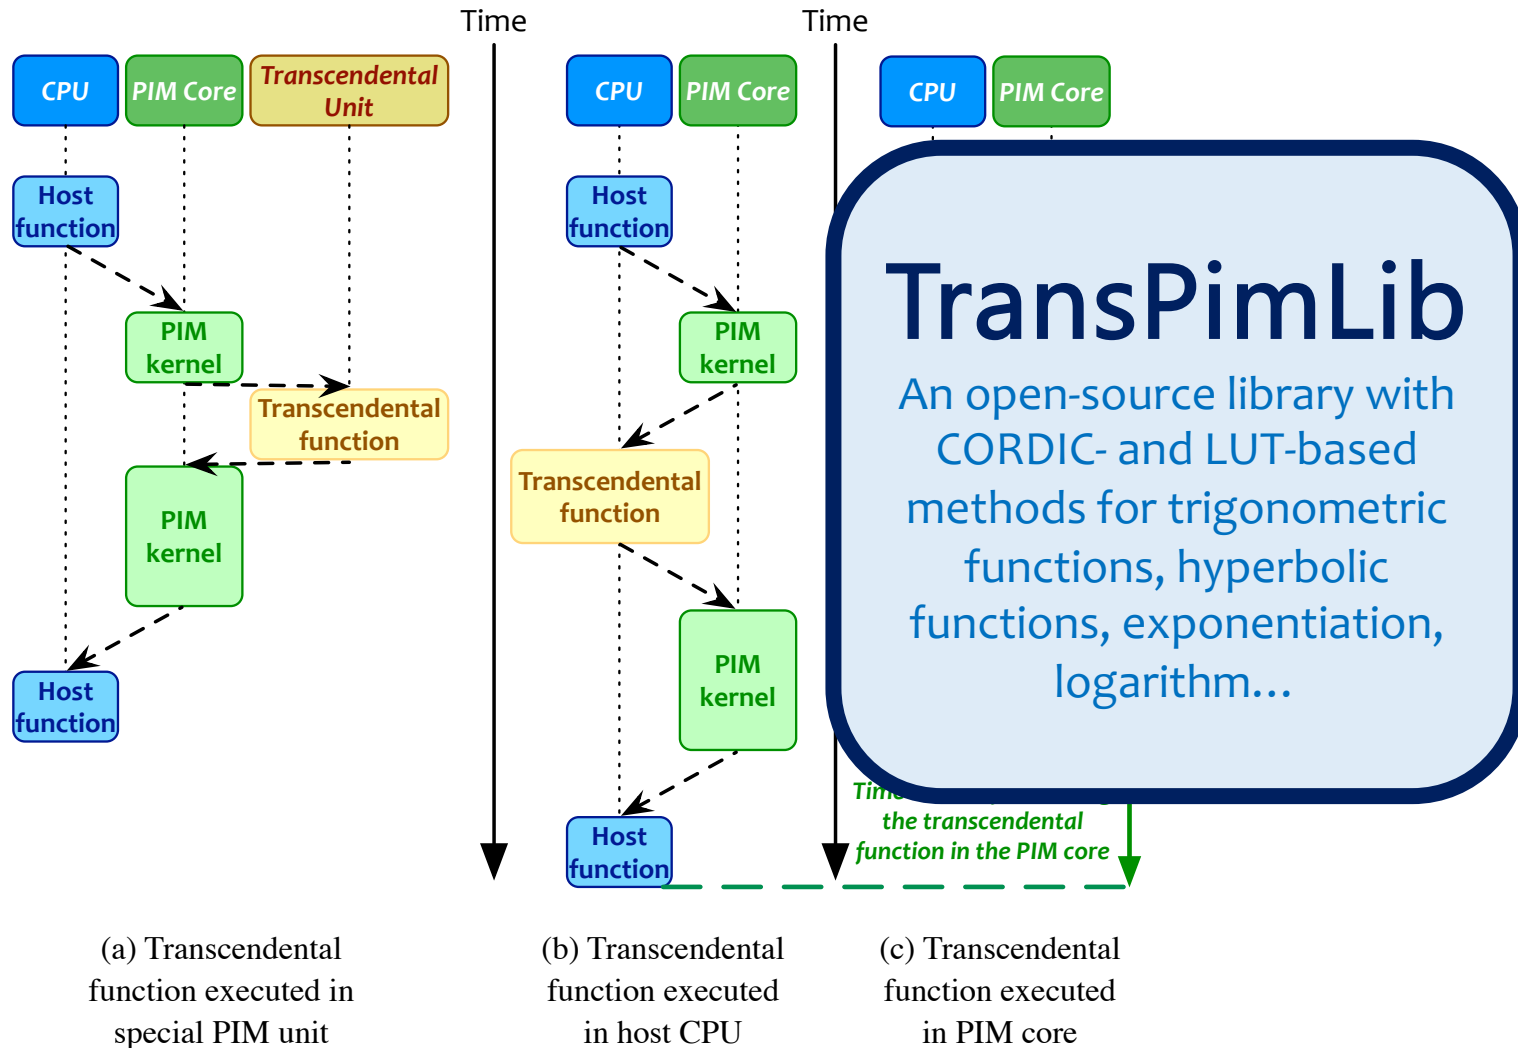 Time
Time
CPU
PIM Core
Transcendental
Unit
CPU
PIM Core
CPU
PIM Core
Host
function
PIM
kernel
Transcendental
function
PIM
kernel
Host
function
Host
function
PIM
kernel
Transcendental
function
PIM
kernel
Host
function
TransPimLib
An open-source library with
CORDIC- and LUT-based
methods for trigonometric
functions, hyperbolic
functions, exponentiation,
logarithm...
the transcendental
function in the PIM core
(a) Transcendental
function executed in
special PIM unit
(b) Transcendental
function executed
in host CPU
(c) Transcendental
function executed
in PIM core